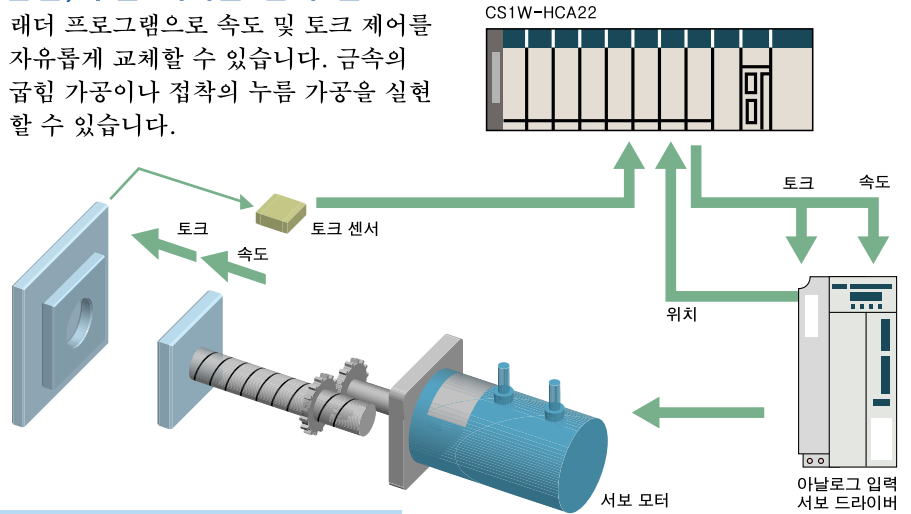 래더 프로그램으로 속도 및 토크 제어를
자유롭게 교체할 수 있습니다. 금속의
굽힘 가공이나 접착의 누름 가공을 실현
할 수 있습니다.
CS1W-HCA22
토크
속도
토크 센서
토크
속도
위치
서보 모터
아날로그 입력
서보 드라이버